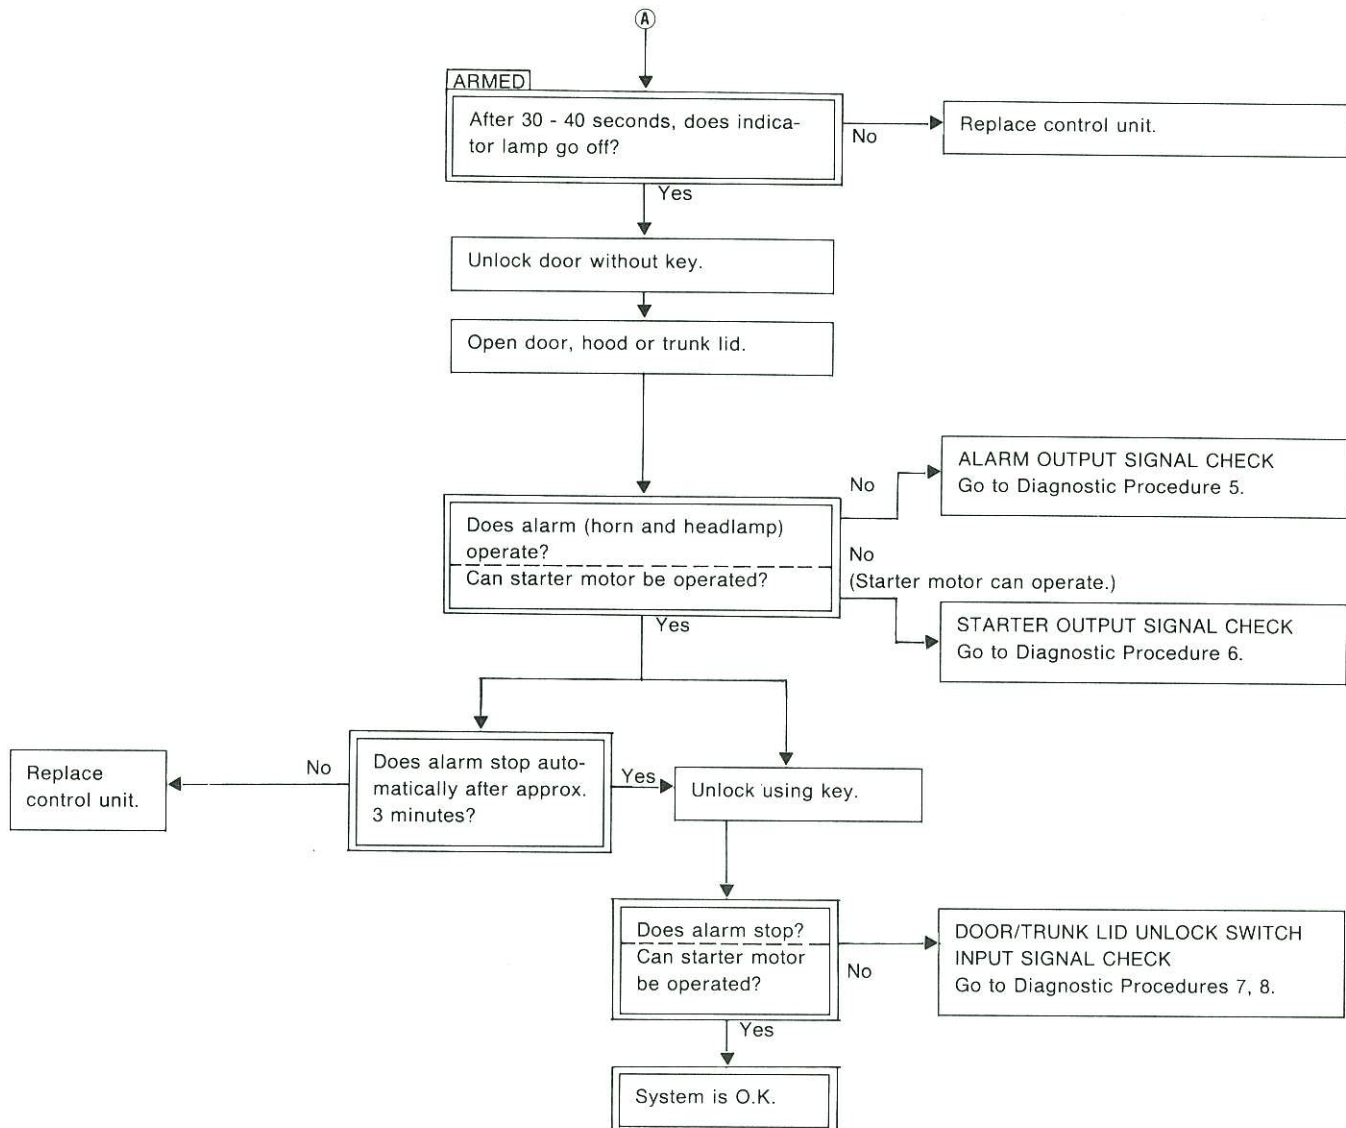 A
ARMED
After 30 - 40 seconds, does indica-
tor lamp go off?
No
Replace control unit.
Yes
Unlock door without key.
Open door, hood or trunk lid.
No
ALARM OUTPUT SIGNAL CHECK
Go to Diagnostic Procedure 5.
Does alarm (horn and headlamp)
operate?
Can starter motor be operated?
No
(Starter motor can operate.)
Yes
STARTER OUTPUT SIGNAL CHECK
Go to Diagnostic Procedure 6.
Replace
control unit.
No
Does alarm stop auto-
matically after approx.
3 minutes?
Yes
Unlock using key.
Does alarm stop?
Can starter motor
be operated?
No
DOOR/TRUNK LID UNLOCK SWITCH
INPUT SIGNAL CHECK
Go to Diagnostic Procedures 7, 8.
Yes
System is O.K.